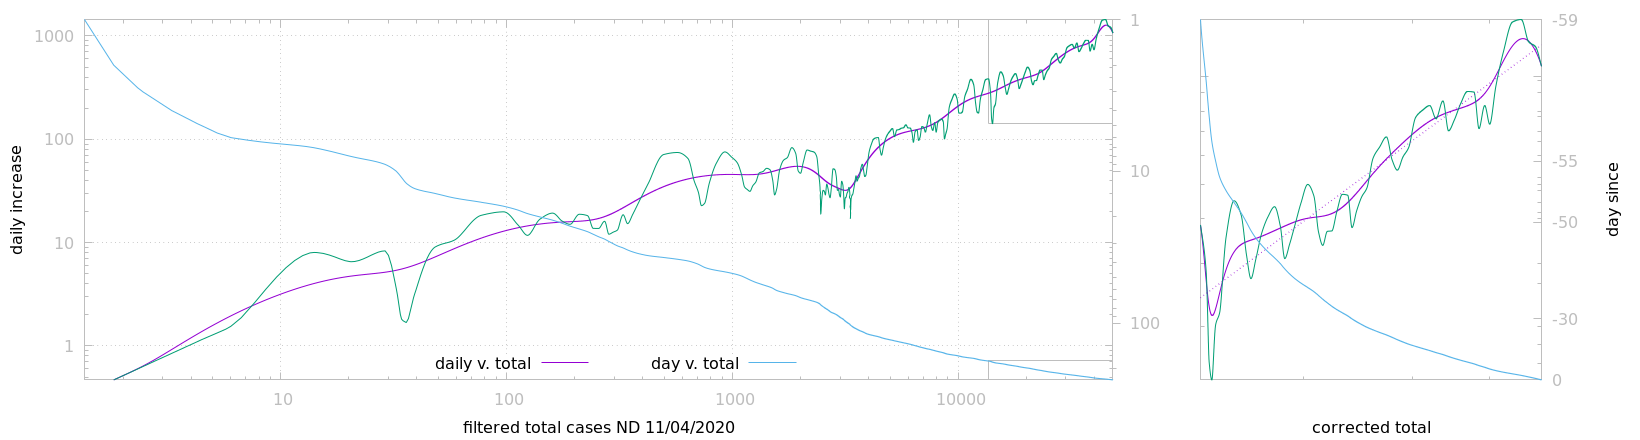 1000
100
10
1
daily increase
10
100
1000
10000
filtered total cases ND 11/04/2020
daily v. total
day v. total
1
10
100
-59
-55
-50
-30
0
day since
corrected total